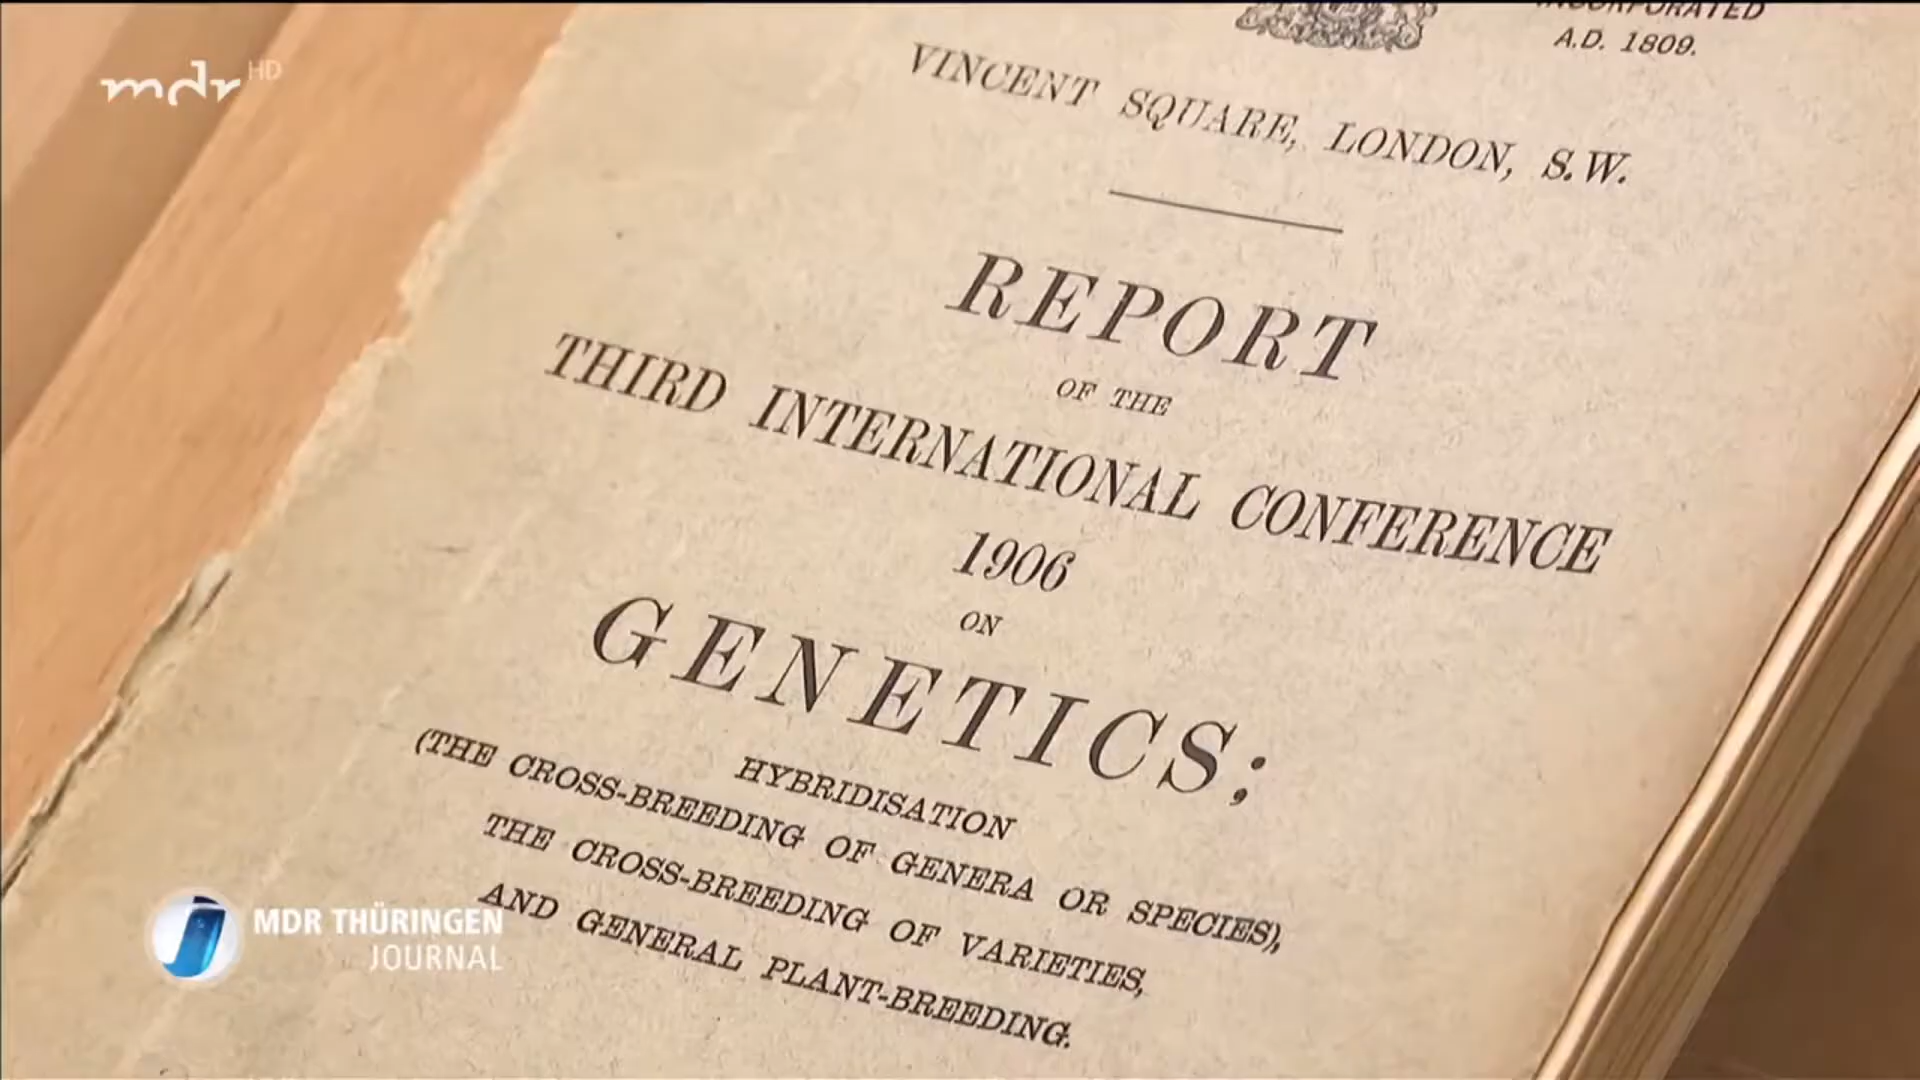 INCORPORATED
A.D. 1809.
mdr HD
VINCENT SQUARE, LONDON, S.W.
REPORT
OF THE
THIRD INTERNATIONAL CONFERENCE
1906
ON
GENETICS;
HYBRIDISATION
(THE CROSS-BREEDING OF GENERA OR SPECIES),
THE CROSS-BREEDING OF VARIETIES,
AND GENERAL PLANT-BREEDING.
MDR THÜRINGEN
JOURNAL